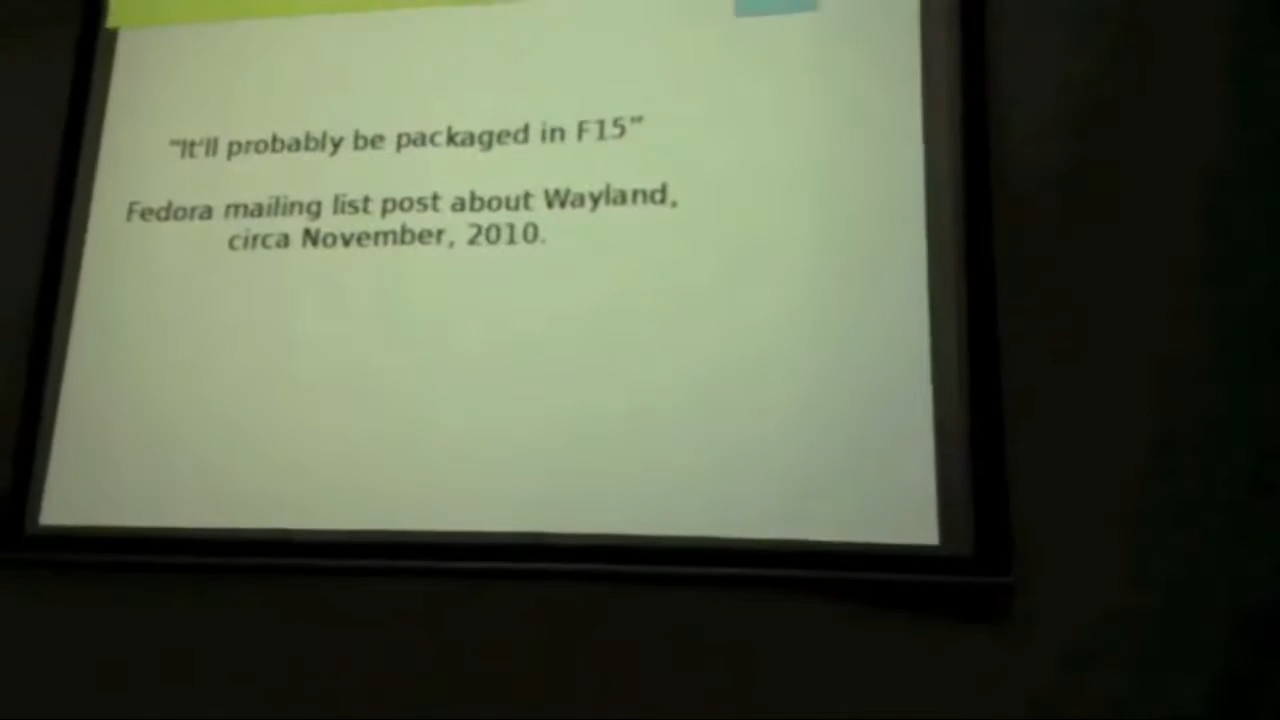 "It'll probably be packaged in F15"
Fedora mailing list post about Wayland,
circa November, 2010.